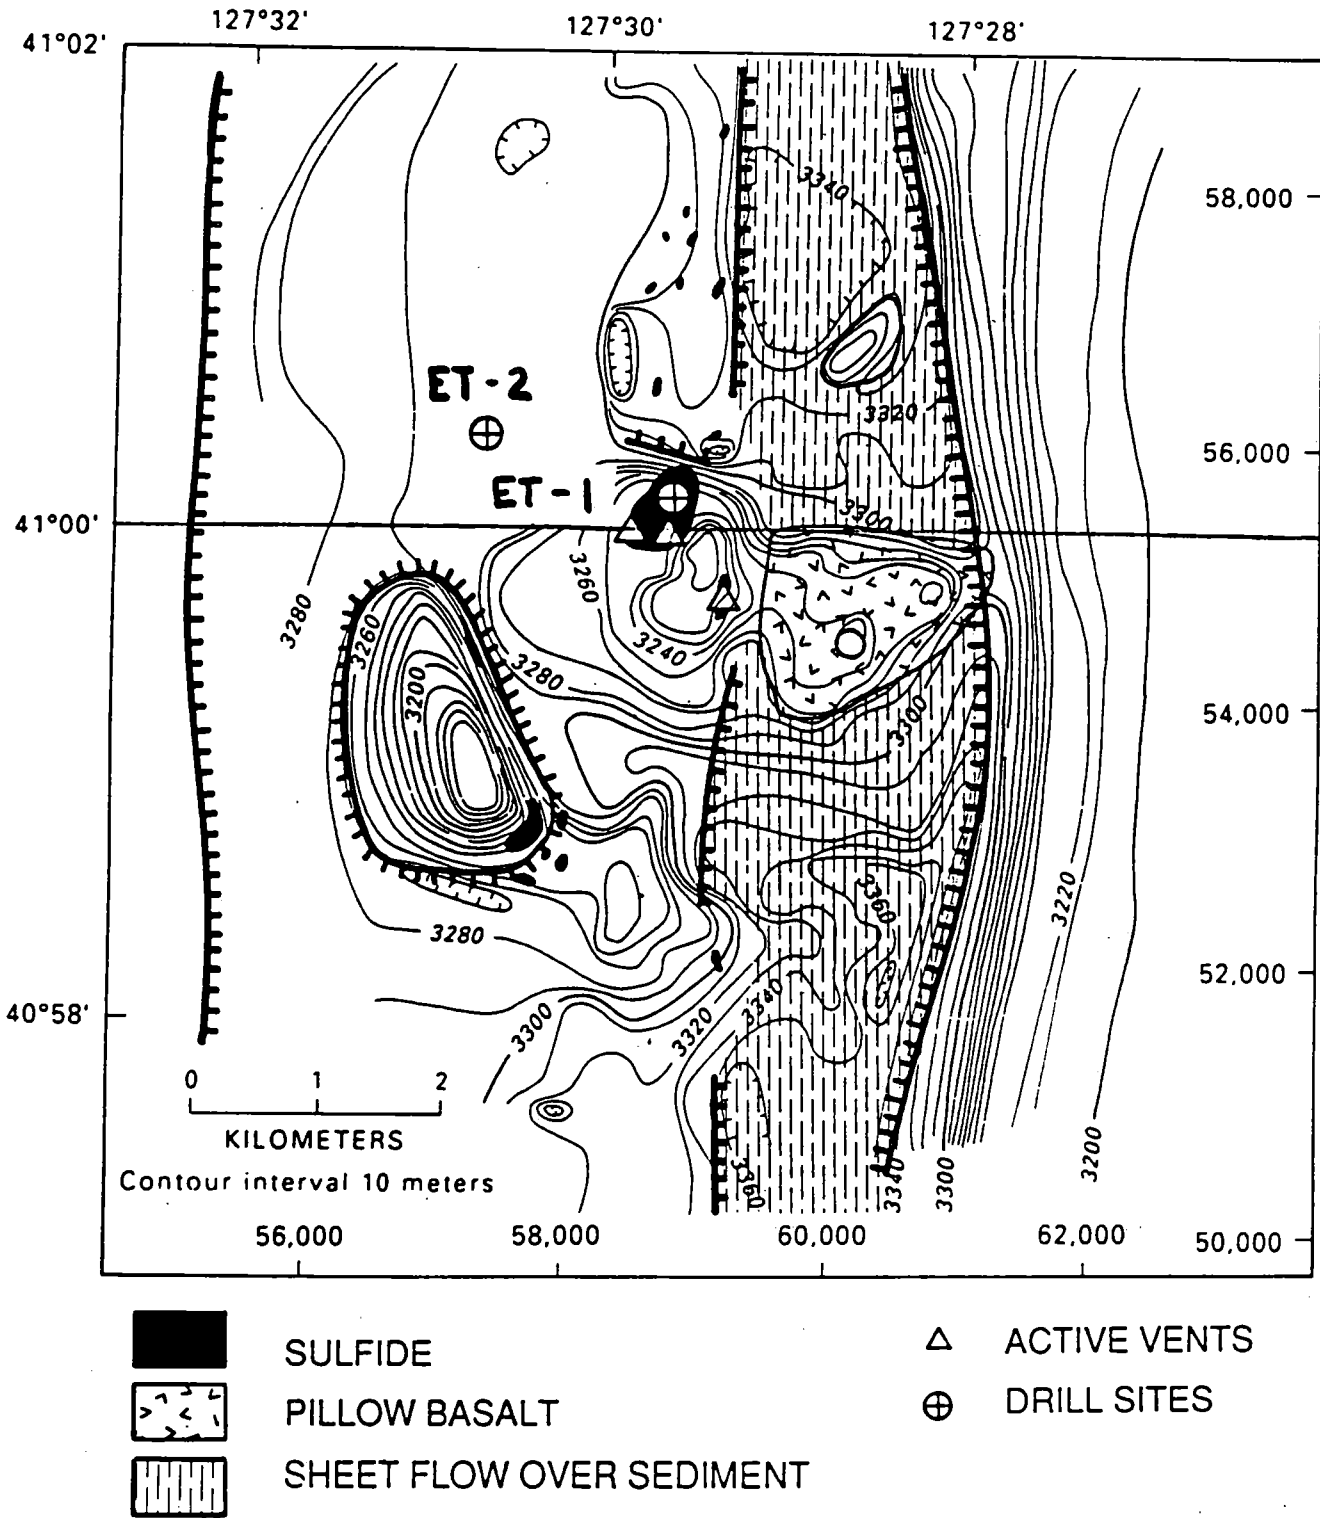 127°32' 127°30' 127°28'
41°02'
3340
58,000
ET-2
3320
56,000
ET-1
3300
41°00'
3260
3280
3260
3240
3280
3200
3300
54,000
3360
3220
3280
52,000
3340
40°58'
3300
3320
0 1 2
KILOMETERS
3200
3360
3340
3300
Contour interval 10 meters
56,000 58,000 60,000 62,000
50,000
SULFIDE
ACTIVE VENTS
PILLOW BASALT
DRILL SITES
SHEET FLOW OVER SEDIMENT